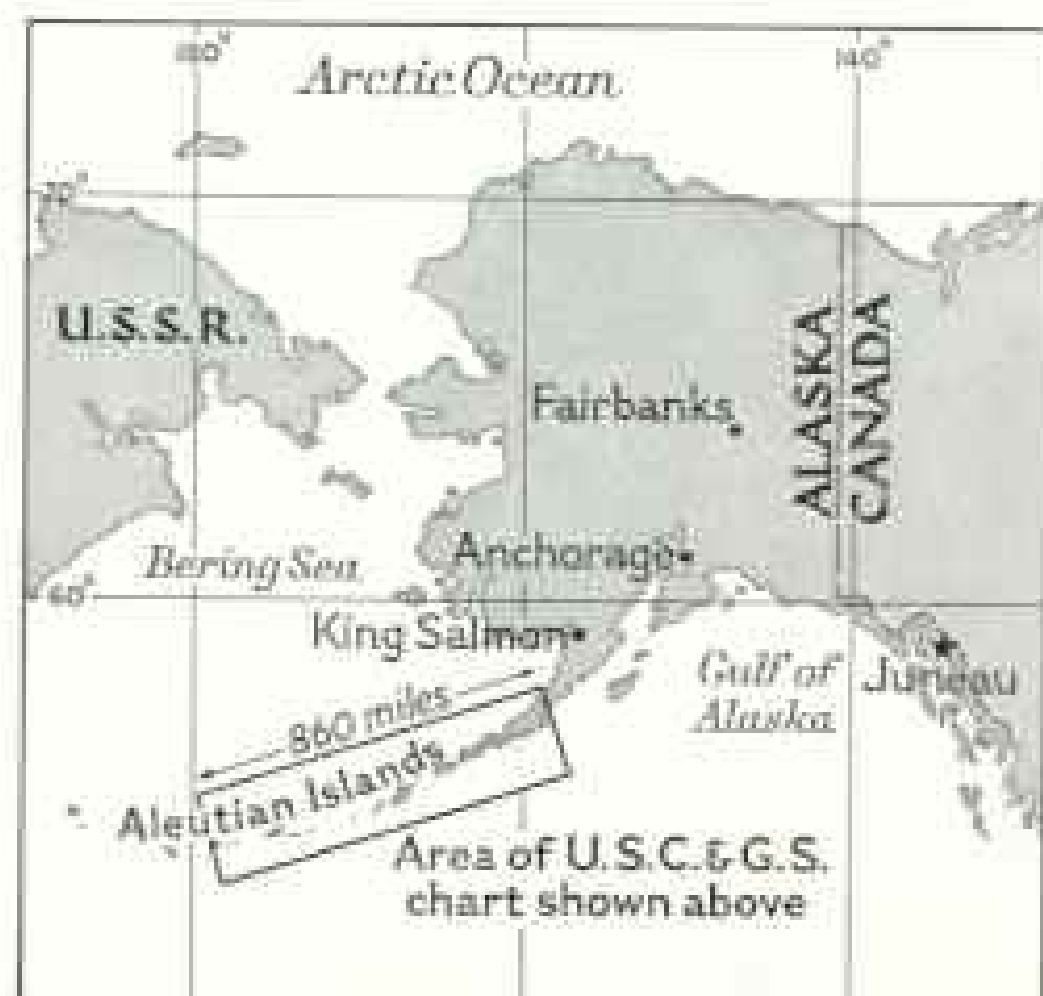 180°
140°
Arctic Ocean
70°
U.S.S.R.
ALASKA
CANADA
Fairbanks
Bering Sea
Anchorage
60°
King Salmon
Gulf of
Alaska
Juneau
860 miles
Aleutian Islands
Area of U.S.C.&G.S.
chart shown above